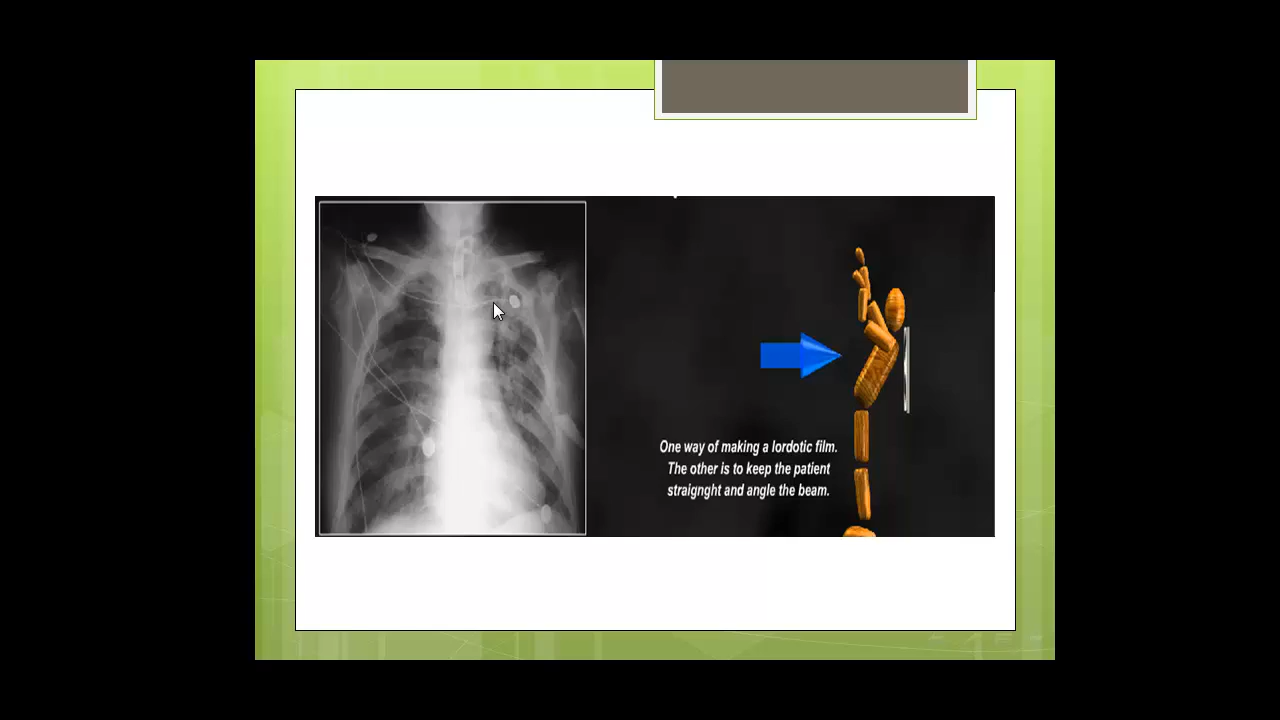 One way of making a lordotic film.
The other is to keep the patient
straignght and angle the beam.